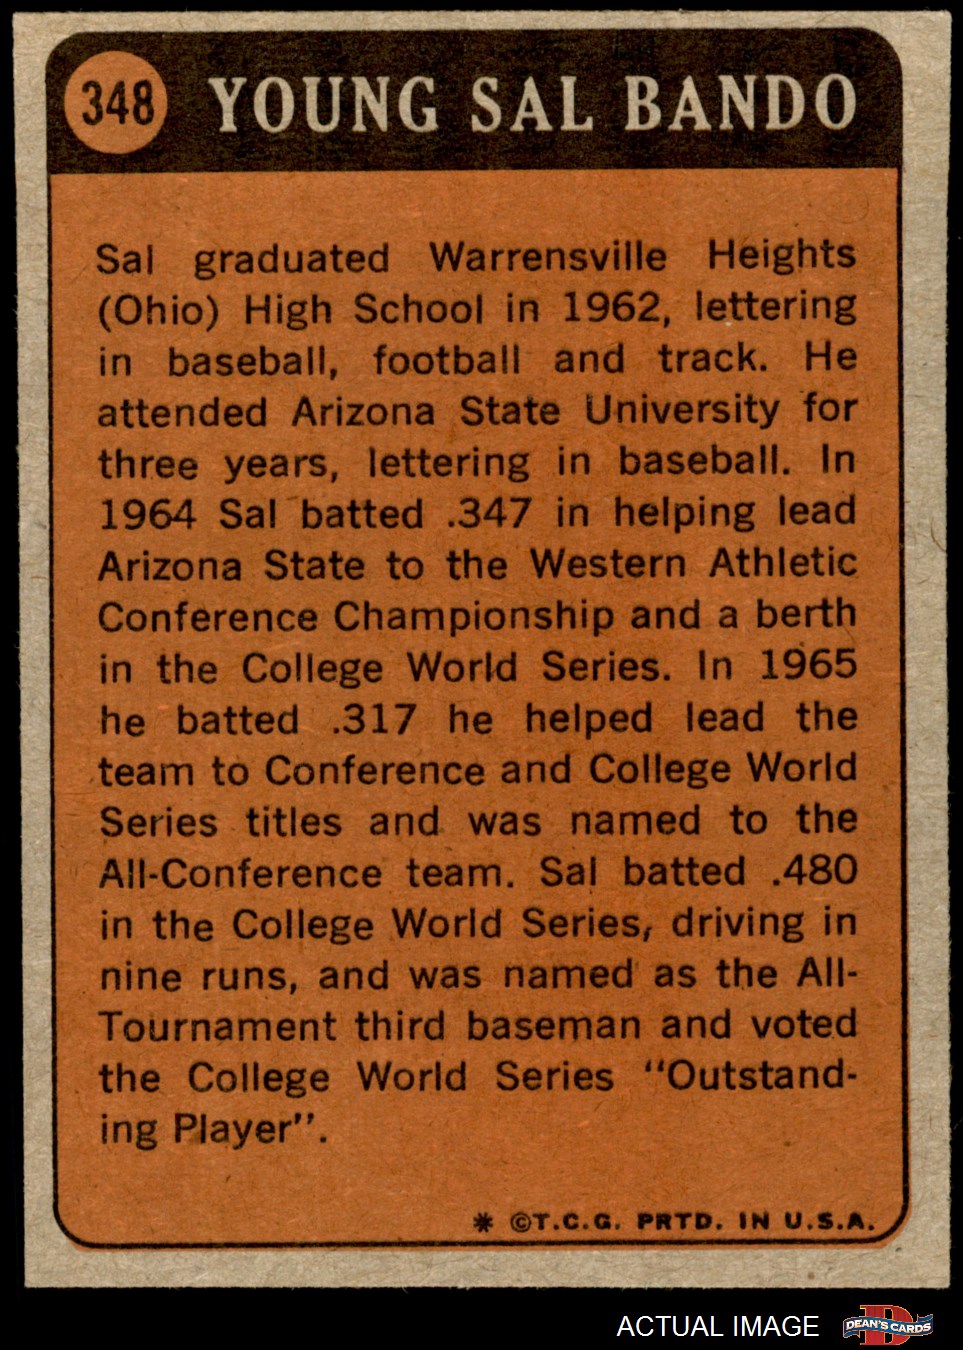 348 YOUNG SAL BANDO
Sal graduated Warrensville Heights
(Ohio) High School in 1962, lettering
in baseball, football and track. He
attended Arizona State University for
three years, lettering in baseball. In
1964 Sal batted .347 in helping lead
Arizona State to the Western Athletic
Conference Championship and a berth
in the College World Series. In 1965
he batted .317 he helped lead the
team to Conference and College World
Series titles and was named to the
All-Conference team. Sal batted .480
in the College World Series, driving in
nine runs, and was named as the All-
Tournament third baseman and voted
the College World Series "Outstand-
ing Player".
* ©T.C.G. PRTD. IN U.S.A.
ACTUAL IMAGE DEAN'S CARDS